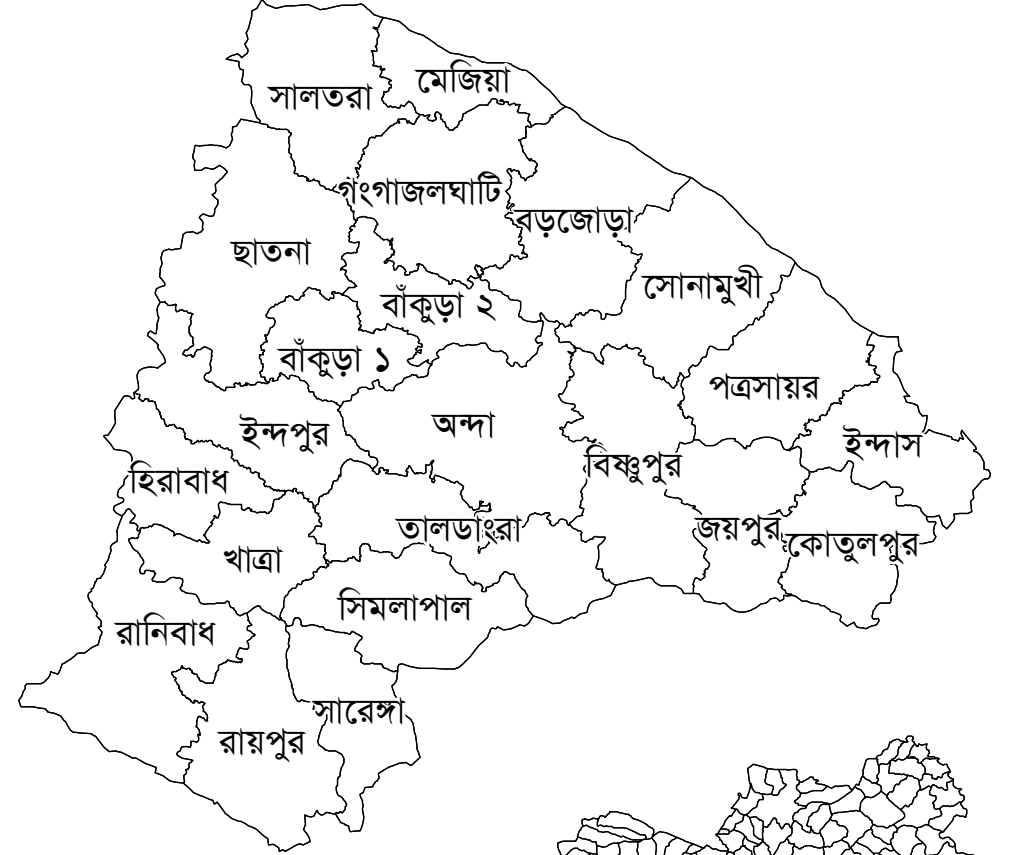 মেজিয়া
সালতরা
গংগাজলঘাটি
বড়জোড়া
ছাতনা
সোনামুখী
বাঁকুড়া ২
বাঁকুড়া ১
পত্রসায়র
অন্দা
ইন্দপুর
ইন্দাস
বিষ্ণুপুর
হিরাবাধ
তালডাংরা
জয়পুর
কোতুলপুর
খাত্রা
সিমলাপাল
রানিবাধ
সারেঙ্গা
রায়পুর